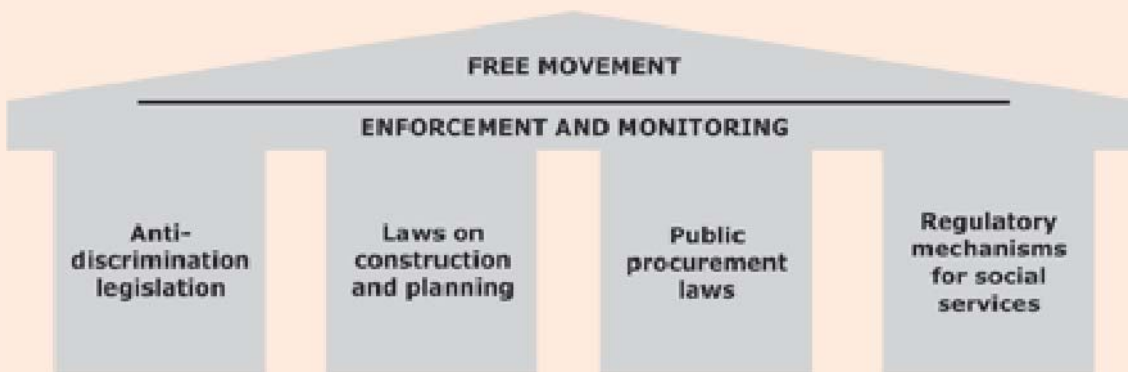 FREE MOVEMENT
ENFORCEMENT AND MONITORING
Anti-
discrimination
legislation
Laws on
construction
and planning
Public
procurement
laws
Regulatory
mechanisms
for social
services